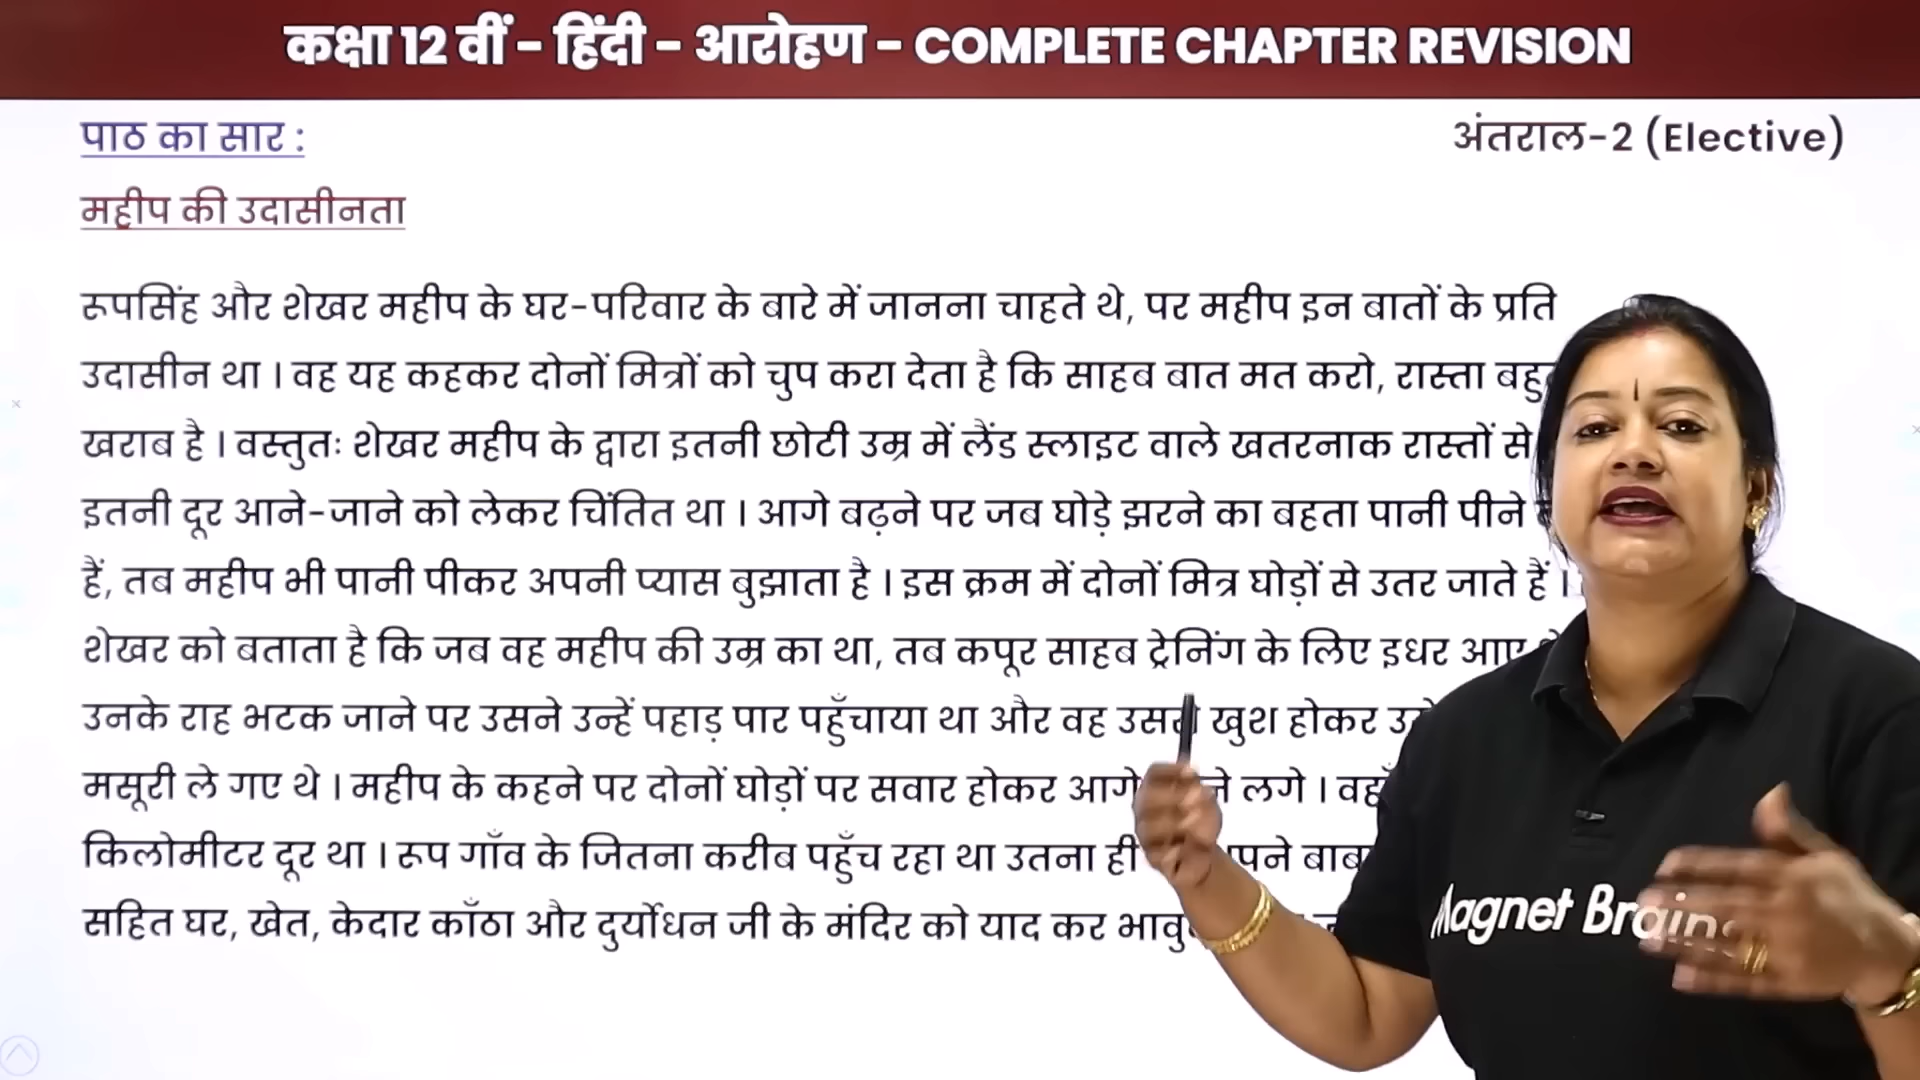 कक्षा 12 वीं - हिंदी - आरोहण - COMPLETE CHAPTER REVISION
पाठ का सार :
अंतराल-2 (Elective)
महीप की उदासीनता
रूपसिंह और शेखर महीप के घर-परिवार के बारे में जानना चाहते थे, पर महीप इन बातों के प्रति
उदासीन था । वह यह कहकर दोनों मित्रों को चुप करा देता है कि साहब बात मत करो, रास्ता
खराब है । वस्तुतः शेखर महीप के द्वारा इतनी छोटी उम्र में लैंड स्लाइट वाले खतरनाक रास्तों से
इतनी दूर आने-जाने को लेकर चिंतित था । आगे बढ़ने पर जब घोड़े झरने का बहता पानी पीने
हैं, तब महीप भी पानी पीकर अपनी प्यास बुझाता है । इस क्रम में दोनों मित्र घोड़ों से उतर जाते हैं ।
शेखर को बताता है कि जब वह महीप की उम्र का था, तब कपूर साहब ट्रेनिंग के लिए इधर आए
उनके राह भटक जाने पर उसने उन्हें पहाड़ पार पहुँचाया था और वह खुश होकर
मसूरी ले गए थे । महीप के कहने पर दोनों घोड़ों पर सवार होकर आगे लगे ।
किलोमीटर दूर था । रूप गाँव के जितना करीब पहुँच रहा था उतना ही
सहित घर, खेत, केदार काँठा और दुर्योधन जी के मंदिर को याद कर
Magnet Brains